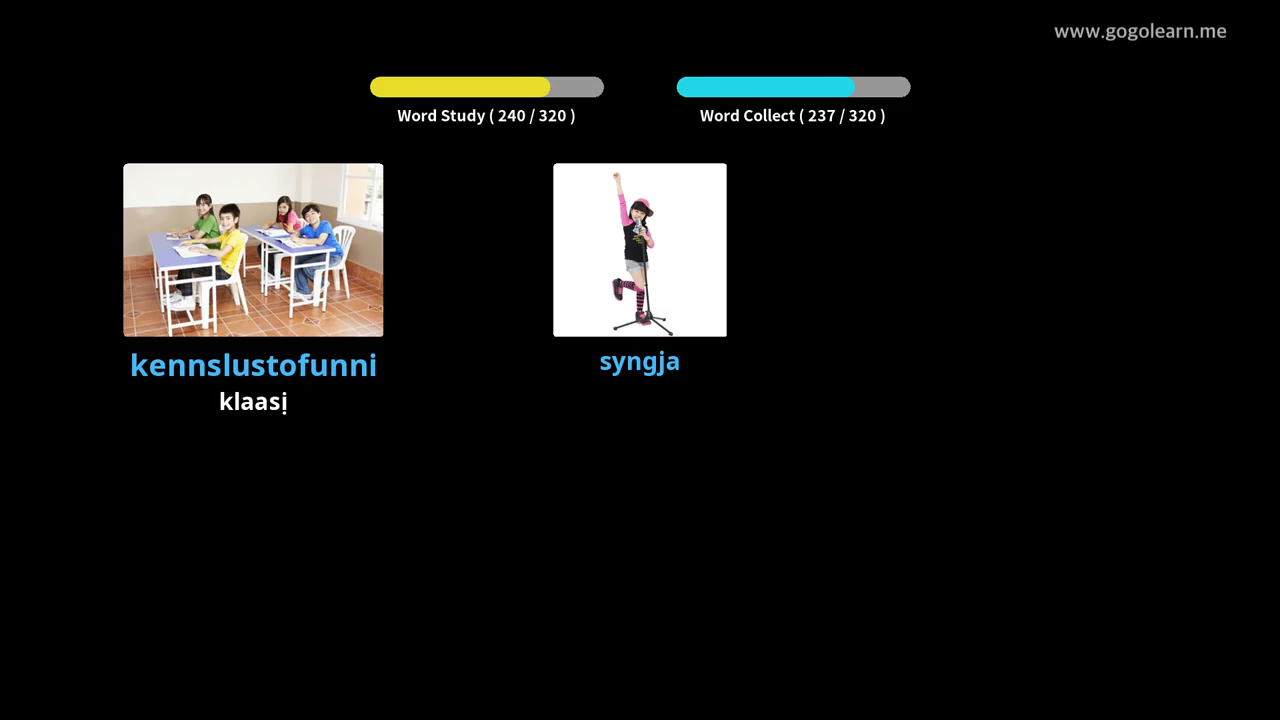 www.gogolearn.me
Word Study ( 240 / 320 )
Word Collect ( 237 / 320 )
kennslustofunni
klaasị
syngja